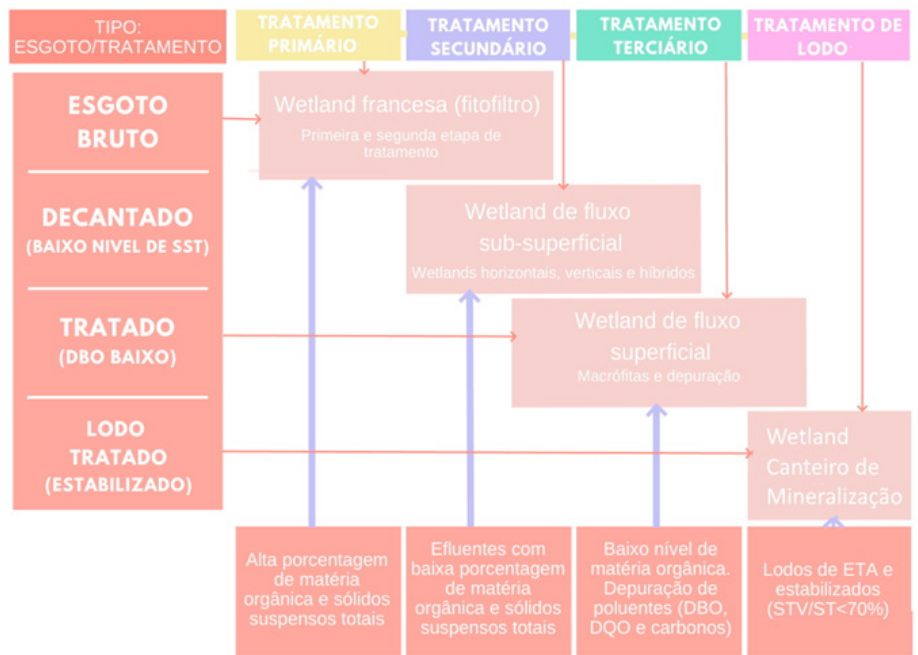 TIPO:
ESGOTO/TRATAMENTO
TRATAMENTO
PRIMÁRIO
TRATAMENTO
SECUNDÁRIO
TRATAMENTO
TERCIÁRIO
TRATAMENTO DE
LODO
ESGOTO
BRUTO
Wetland francesa (fitofiltro)
Primeira e segunda etapa de
tratamento
DECANTADO
(BAIXO NIVEL DE SST)
Wetland de fluxo
sub-superficial
Wetlands horizontais, verticais e híbridos
TRATADO
(DBO BAIXO)
Wetland de fluxo
superficial
Macrófitas e depuração
LODO
TRATADO
(ESTABILIZADO)
Wetland
Canteiro de
Mineralização
Alta porcentagem
de matéria
orgânica e sólidos
suspensos totais
Efluentes com
baixa porcentagem
de matéria
orgânica e sólidos
suspensos totais
Baixo nível de
matéria orgânica.
Depuração de
poluentes (DBO,
DQO e carbonos)
Lodos de ETA e
estabilizados
(STV/ST<70%)